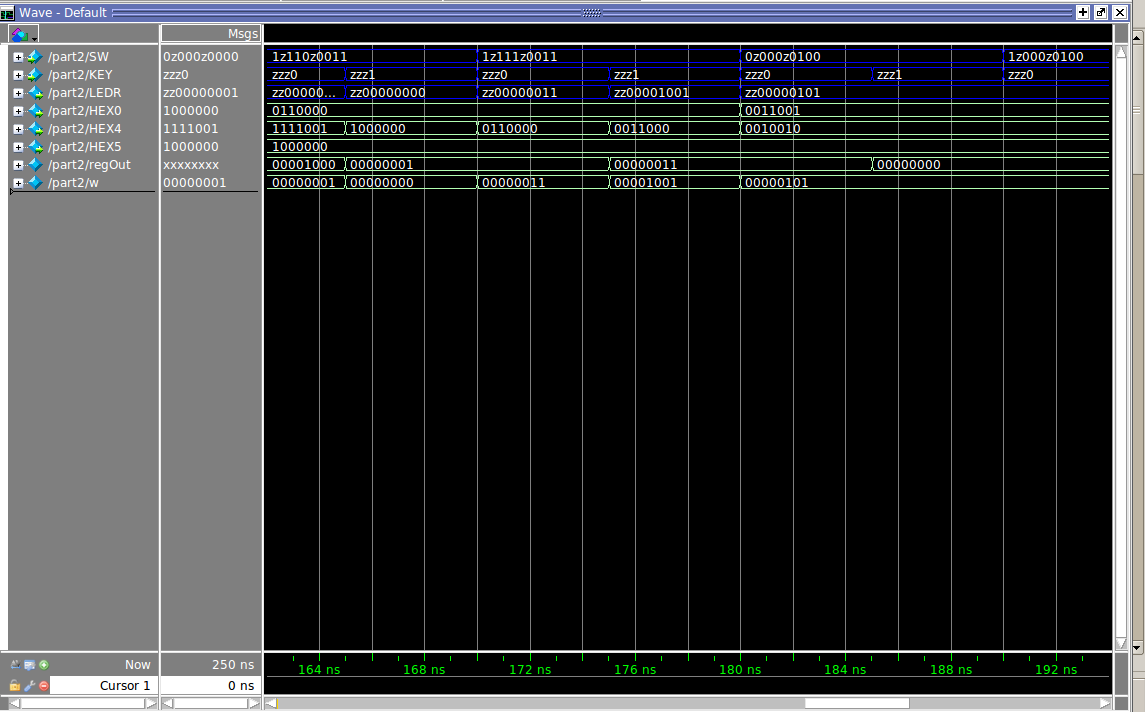 Wave - Default
Msgs
/part2/SW 0z000z0000 1z110z0011 1z111z0011 0z000z0100 1z000z0100
/part2/KEY zzz0 zzz0 zzz1 zzz0 zzz1 zzz0 zzz1 zzz0
/part2/LEDR zz00000001 zz00000... zz00000000 zz00000011 zz00001001 zz00000101
/part2/HEX0 1000000 0110000 0011001
/part2/HEX4 1111001 1111001 1000000 0110000 0011000 0010010
/part2/HEX5 1000000 1000000
/part2/regOut xxxxxxxx 00001000 00000001 00000011 00000000
/part2/w 00000001 00000001 00000000 00000011 00001001 00000101
Now 250 ns 164 ns 168 ns 172 ns 176 ns 180 ns 184 ns 188 ns 192 ns
Cursor 1 0 ns